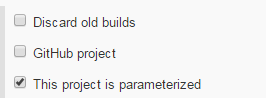 Discard old builds
GitHub project
This project is parameterized